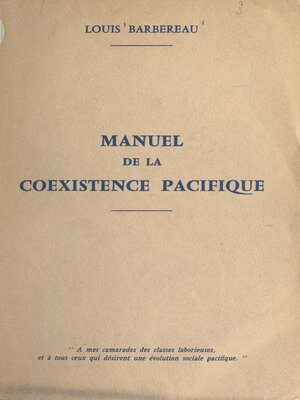 LOUIS BARBEREAU
MANUEL
DE LA
COEXISTENCE PACIFIQUE
" A mes camarades des classes laborieuses,
et à tous ceux qui désirent une évolution sociale pacifique. "